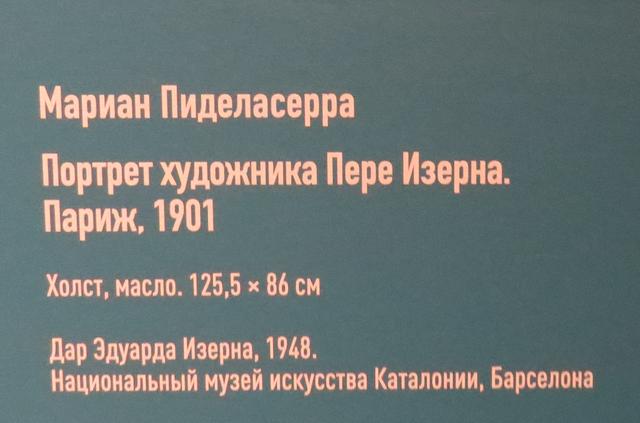 Мариан Пиделасерра
Портрет художника Пере Изерна.
Париж, 1901
Холст, масло. 125,5 × 86 см
Дар Эдуарда Изерна, 1948.
Национальный музей искусства Каталонии, Барселона